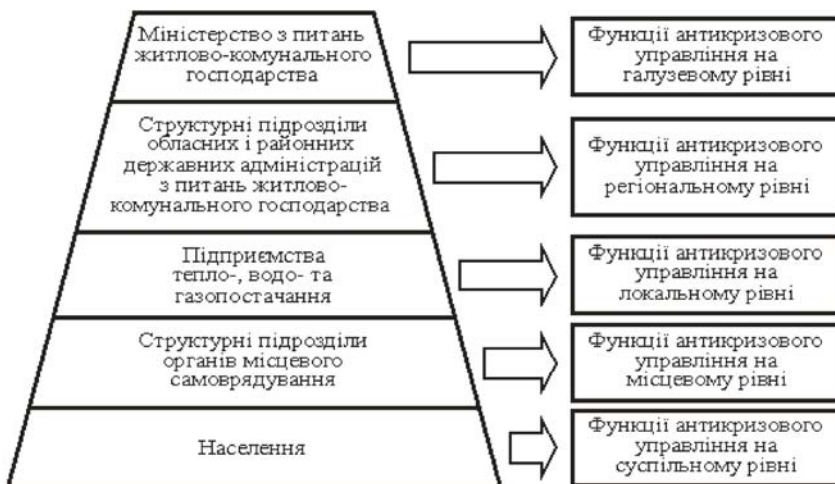 Міністерство з питань
житлово-комунального
господарства
Функції антикризового
управління на
галузевому рівні
Структурні підрозділи
обласних і районних
державних адміністрацій
з питань житлово-
комунального господарства
Функції антикризового
управління на
регіональному рівні
Підприємства
тепло-, водо- та
газопостачання
Функції антикризового
управління на
локальному рівні
Структурні підрозділи
органів місцевого
самоврядування
Функції антикризового
управління на
місцевому рівні
Населення
Функції антикризового
управління на
суспільному рівні